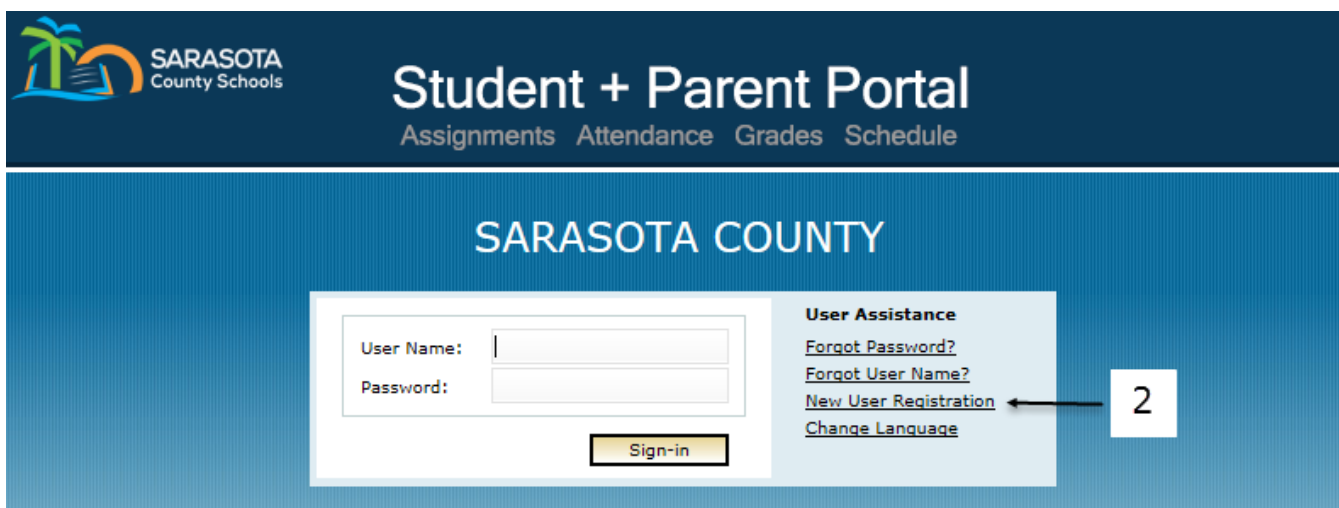 SARASOTA
County Schools
Student + Parent Portal
Assignments Attendance Grades Schedule
SARASOTA COUNTY
User Name:
Password:
Sign-in
User Assistance
Forgot Password?
Forgot User Name?
New User Registration
2
Change Language